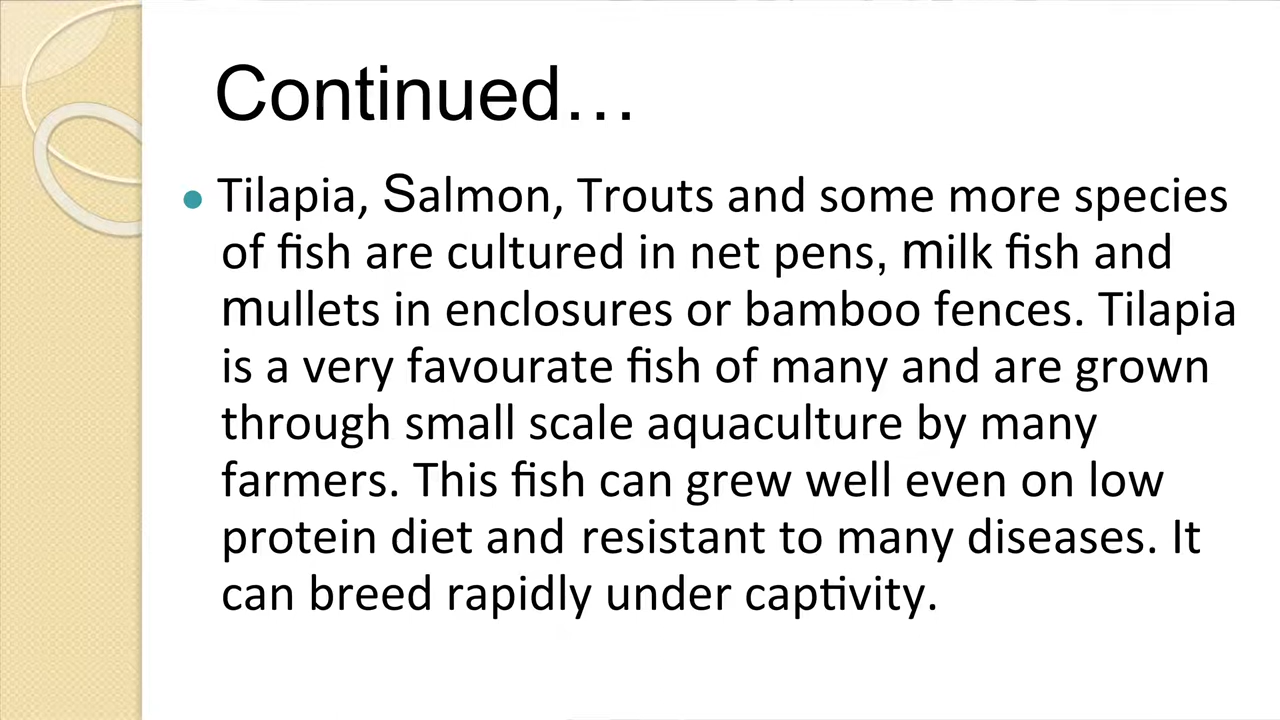 Continued...
• Tilapia, Salmon, Trouts and some more species
of fish are cultured in net pens, milk fish and
mullets in enclosures or bamboo fences. Tilapia
is a very favourate fish of many and are grown
through small scale aquaculture by many
farmers. This fish can grew well even on low
protein diet and resistant to many diseases. It
can breed rapidly under captivity.